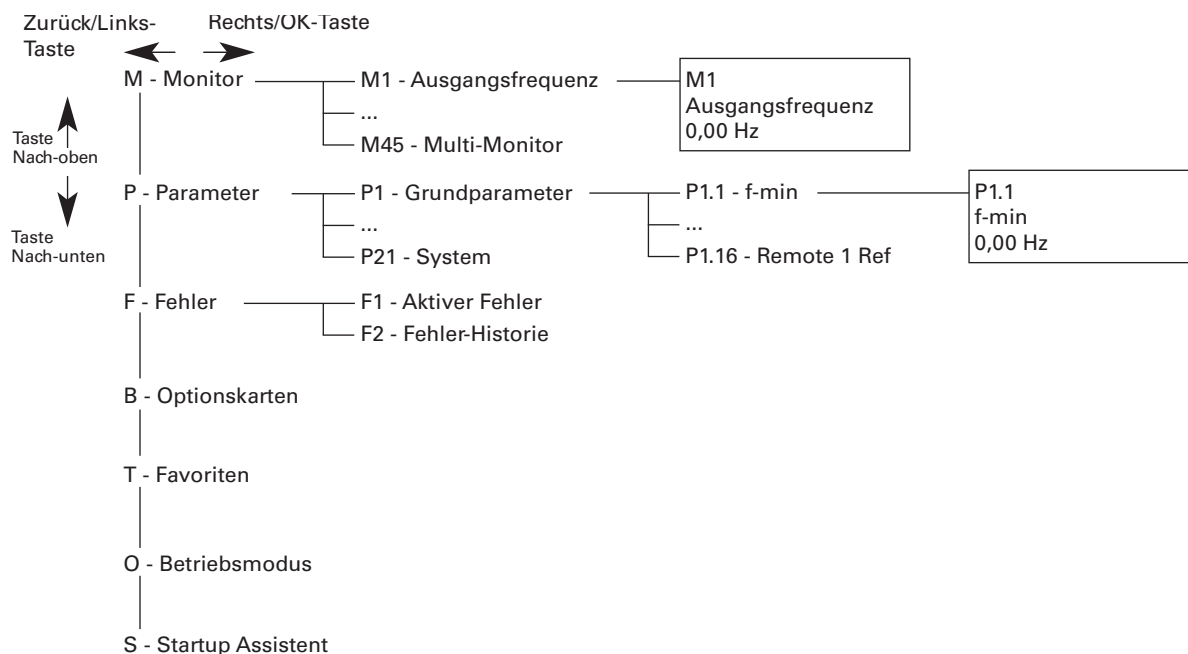 Zurück/Links-
Taste
Rechts/OK-Taste
M - Monitor
M1 - Ausgangsfrequenz
M1
Ausgangsfrequenz
0,00 Hz
...
M45 - Multi-Monitor
Taste
Nach-oben
P - Parameter
P1 - Grundparameter
P1.1 - f-min
P1.1
f-min
0,00 Hz
...
...
Taste
Nach-unten
P21 - System
P1.16 - Remote 1 Ref
F - Fehler
F1 - Aktiver Fehler
F2 - Fehler-Historie
B - Optionskarten
T - Favoriten
O - Betriebsmodus
S - Startup Assistent